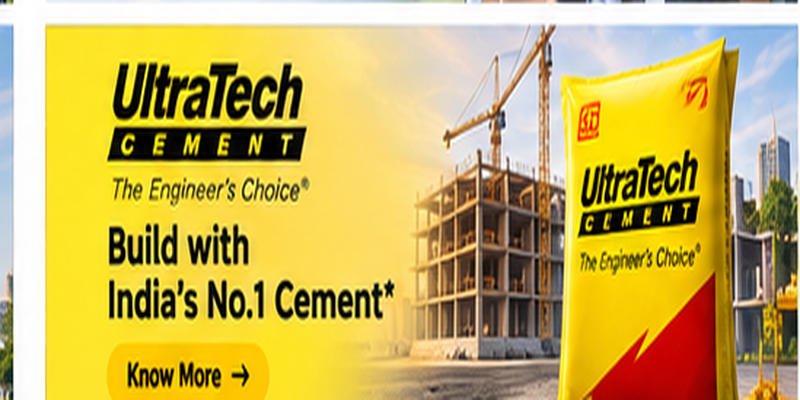 UltraTech
CEMENT
The Engineer's Choice®
Build with
India's No.1 Cement*
Know More →
UltraTech
CEMENT
The Engineer's Choice®